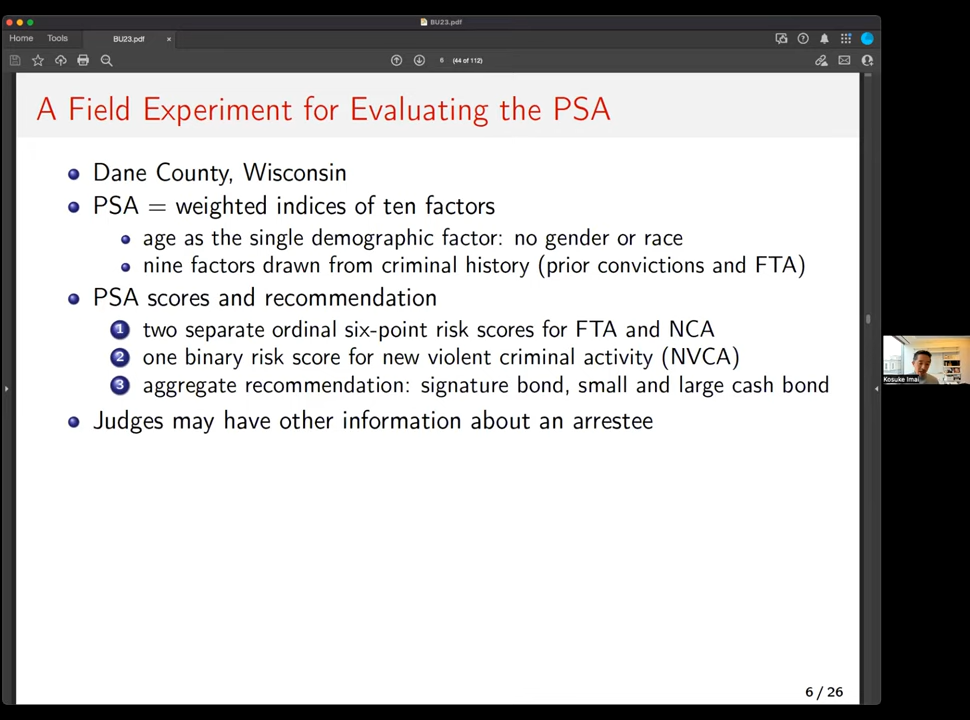 BU23.pdf
Home Tools BU23.pdf ×
6 (44 of 112)
A Field Experiment for Evaluating the PSA
Dane County, Wisconsin
PSA = weighted indices of ten factors
age as the single demographic factor: no gender or race
nine factors drawn from criminal history (prior convictions and FTA)
PSA scores and recommendation
1 two separate ordinal six-point risk scores for FTA and NCA
2 one binary risk score for new violent criminal activity (NVCA)
3 aggregate recommendation: signature bond, small and large cash bond
Judges may have other information about an arrestee
Kosuke Imai
6 / 26